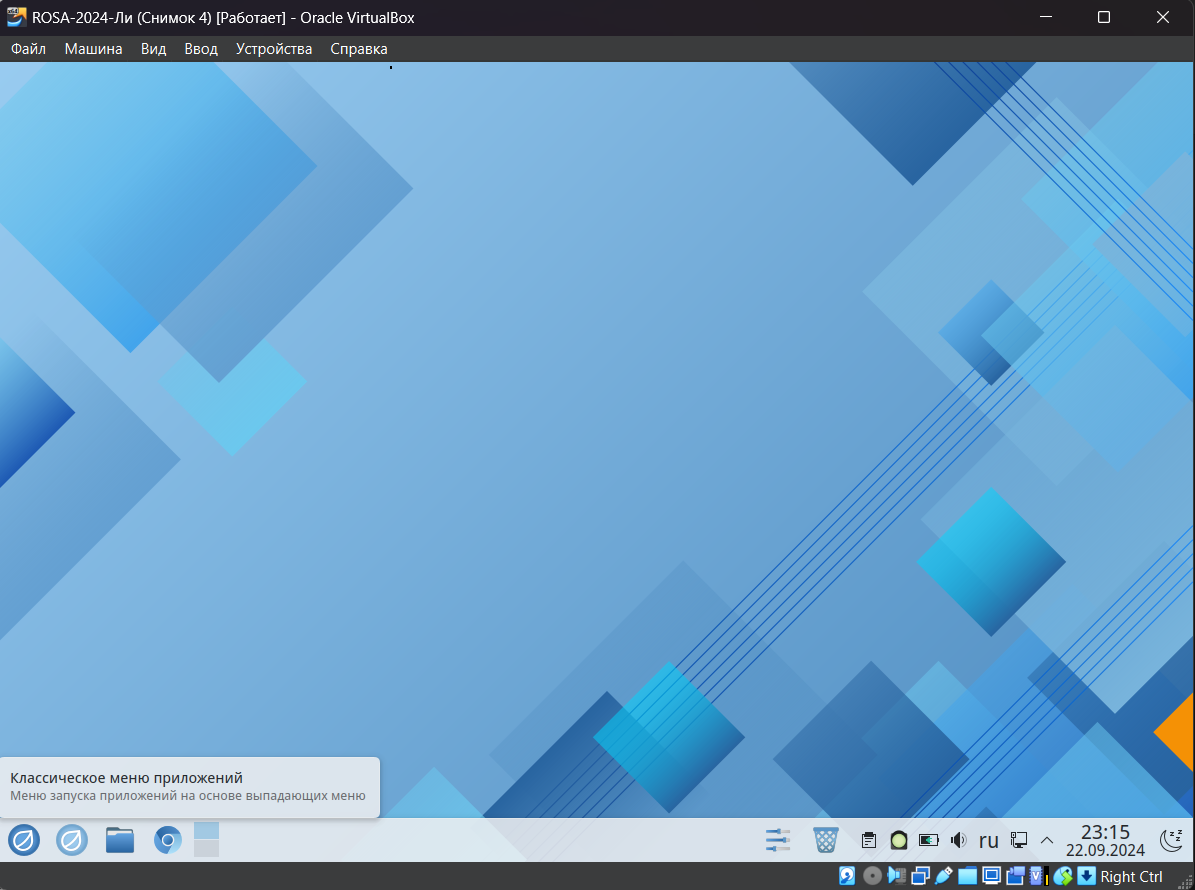 ROSA-2024-Ли (Снимок 4) [Работает] - Oracle VirtualBox
Файл Машина Вид Ввод Устройства Справка
Классическое меню приложений
Меню запуска приложений на основе выпадающих меню
ru
23:15
22.09.2024
Right Ctrl